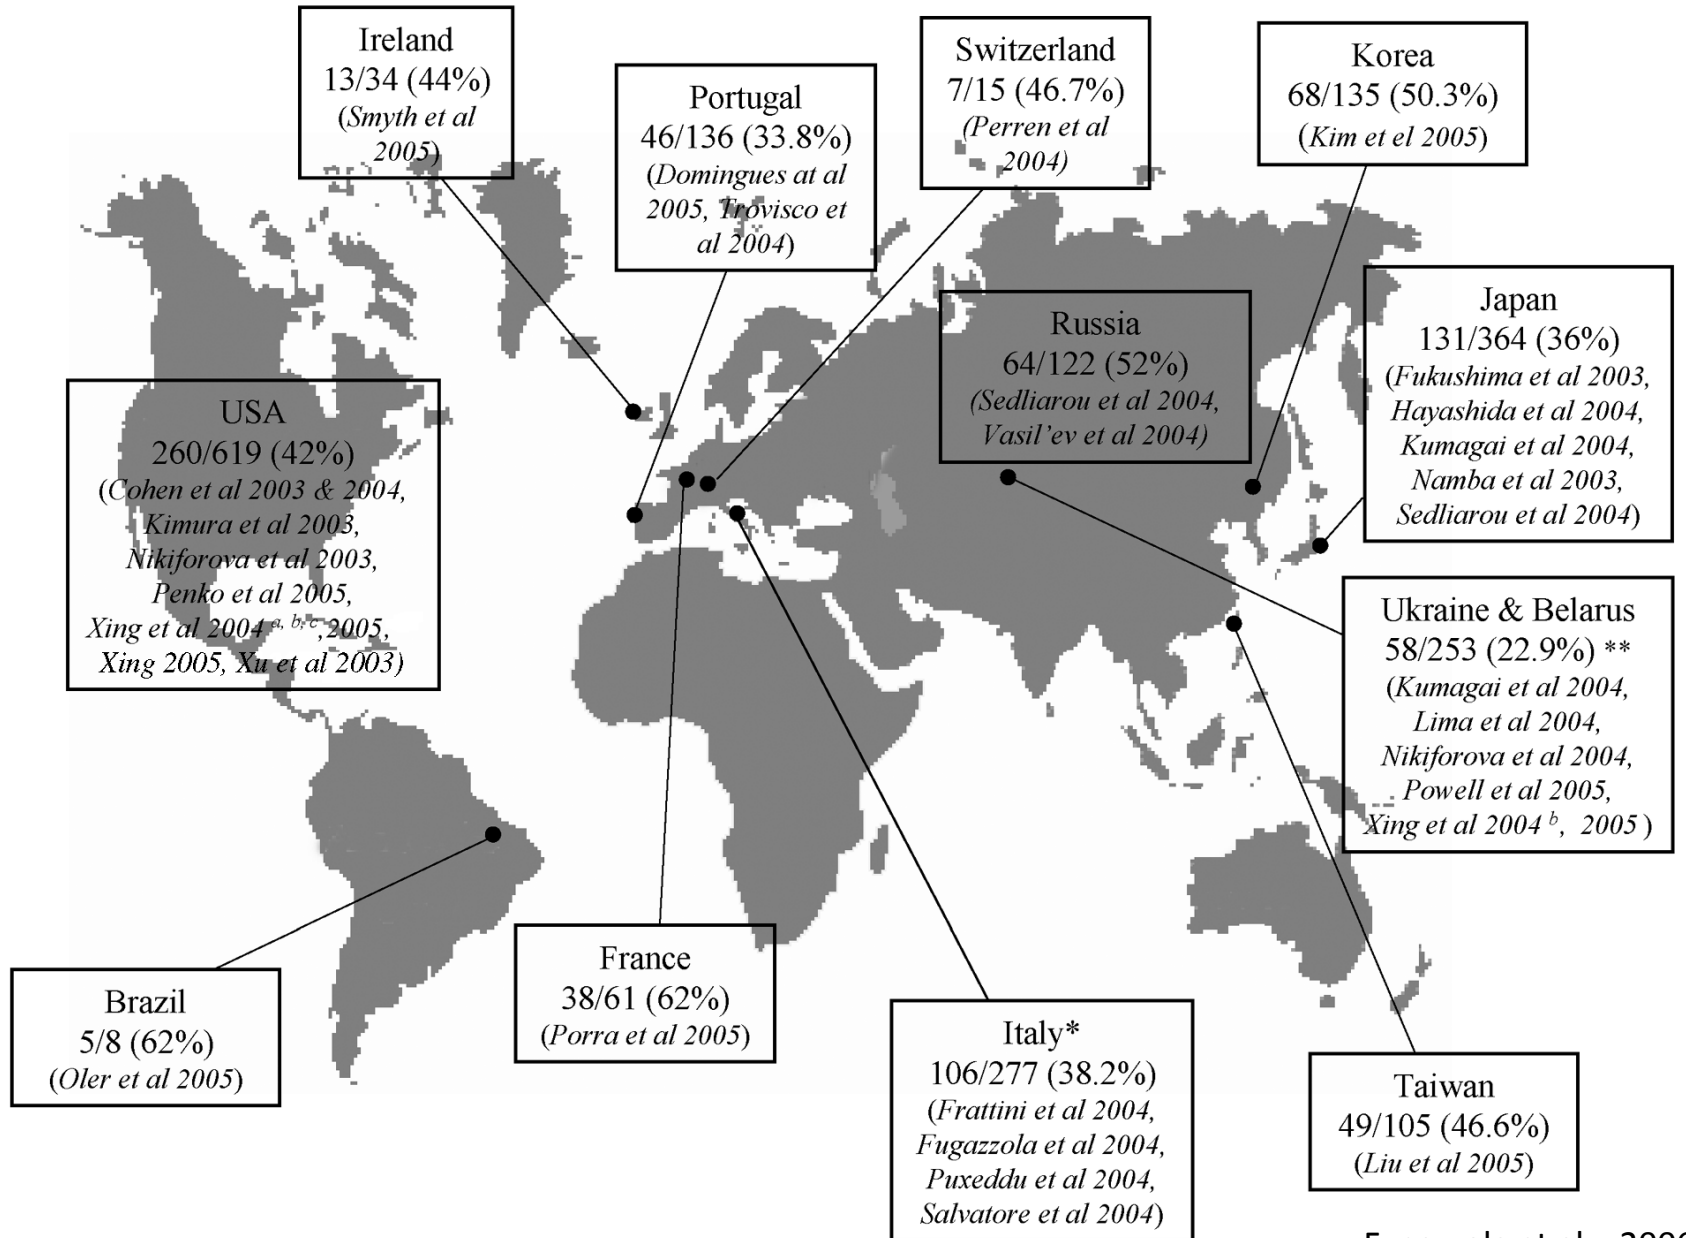 Ireland
13/34 (44%)
(Smyth et al
2005)
Portugal
46/136 (33.8%)
(Domingues at al
2005, Trovisco et
al 2004)
Switzerland
7/15 (46.7%)
(Perren et al
2004)
Korea
68/135 (50.3%)
(Kim et el 2005)
Japan
131/364 (36%)
(Fukushima et al 2003,
Hayashida et al 2004,
Kumagai et al 2004,
Namba et al 2003,
Sedliarou et al 2004)
Russia
64/122 (52%)
(Sedliarou et al 2004,
Vasil'ev et al 2004)
USA
260/619 (42%)
(Cohen et al 2003 & 2004,
Kimura et al 2003,
Nikiforova et al 2003,
Penko et al 2005,
Xing et al 2004 a, b, c,2005,
Xing 2005, Xu et al 2003)
Ukraine & Belarus
58/253 (22.9%) **
(Kumagai et al 2004,
Lima et al 2004,
Nikiforova et al 2004,
Powell et al 2005,
Xing et al 2004 b, 2005 )
Brazil
5/8 (62%)
(Oler et al 2005)
France
38/61 (62%)
(Porra et al 2005)
Italy*
106/277 (38.2%)
(Frattini et al 2004,
Fugazzola et al 2004,
Puxeddu et al 2004,
Salvatore et al 2004)
Taiwan
49/105 (46.6%)
(Liu et al 2005)